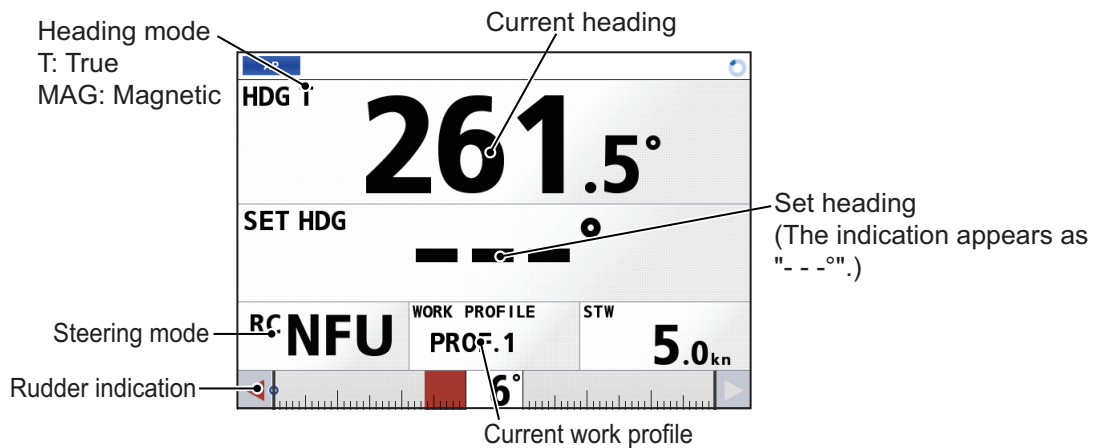 Heading mode
T: True
MAG: Magnetic
Current heading
AP
HDG T
261.5°
SET HDG
---°
Set heading
(The indication appears as
"- - -°".)
Steering mode
RC NFU
WORK PROFILE
PROF.1
STW
5.0kn
Rudder indication
6°
Current work profile